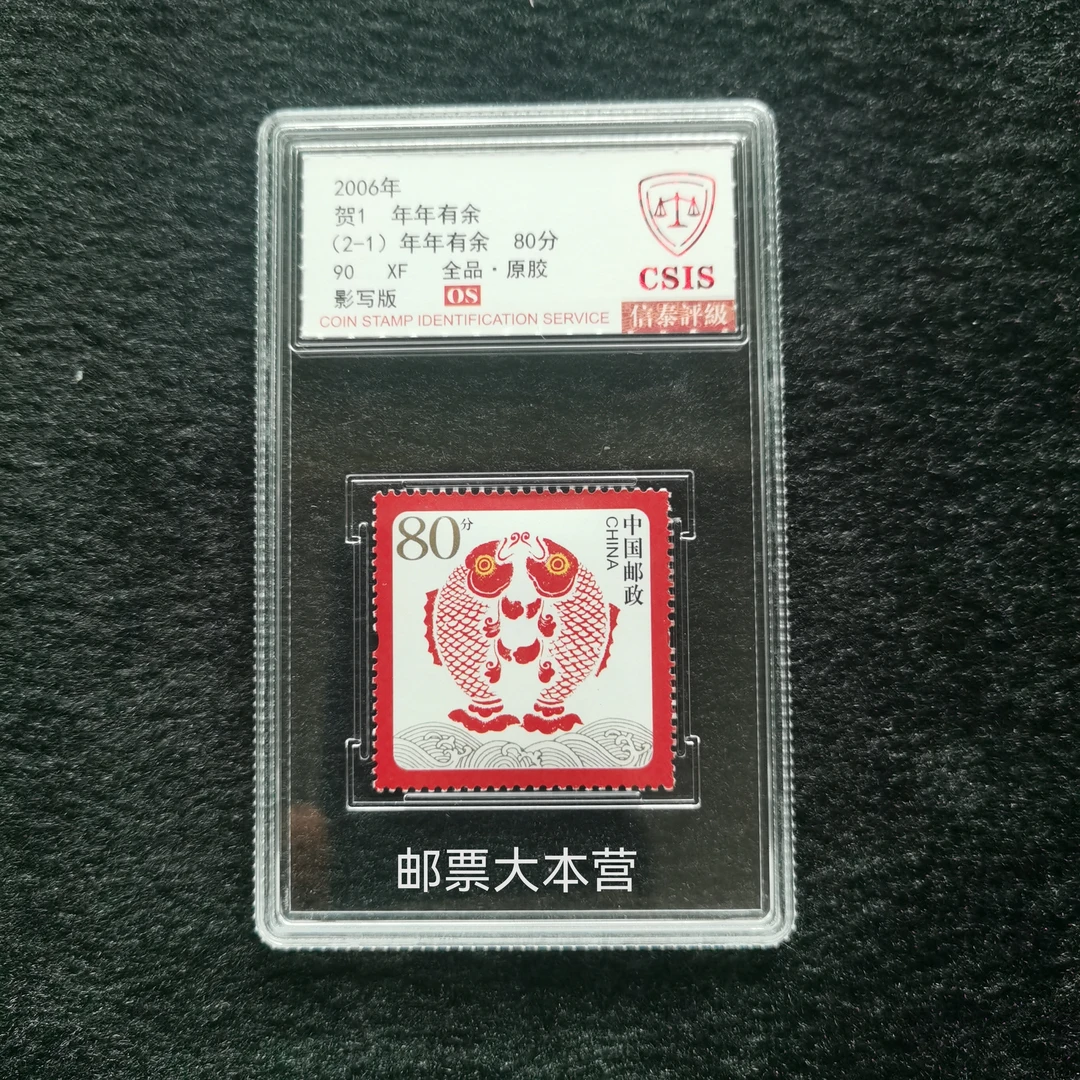 2006年
贺1 年年有余
(2-1) 年年有余 80分
90 XF 全品·原胶
影写版 OS
COIN STAMP IDENTIFICATION SERVICE
CSIS
信泰評級
80分
中国邮政
CHINA
邮票大本营